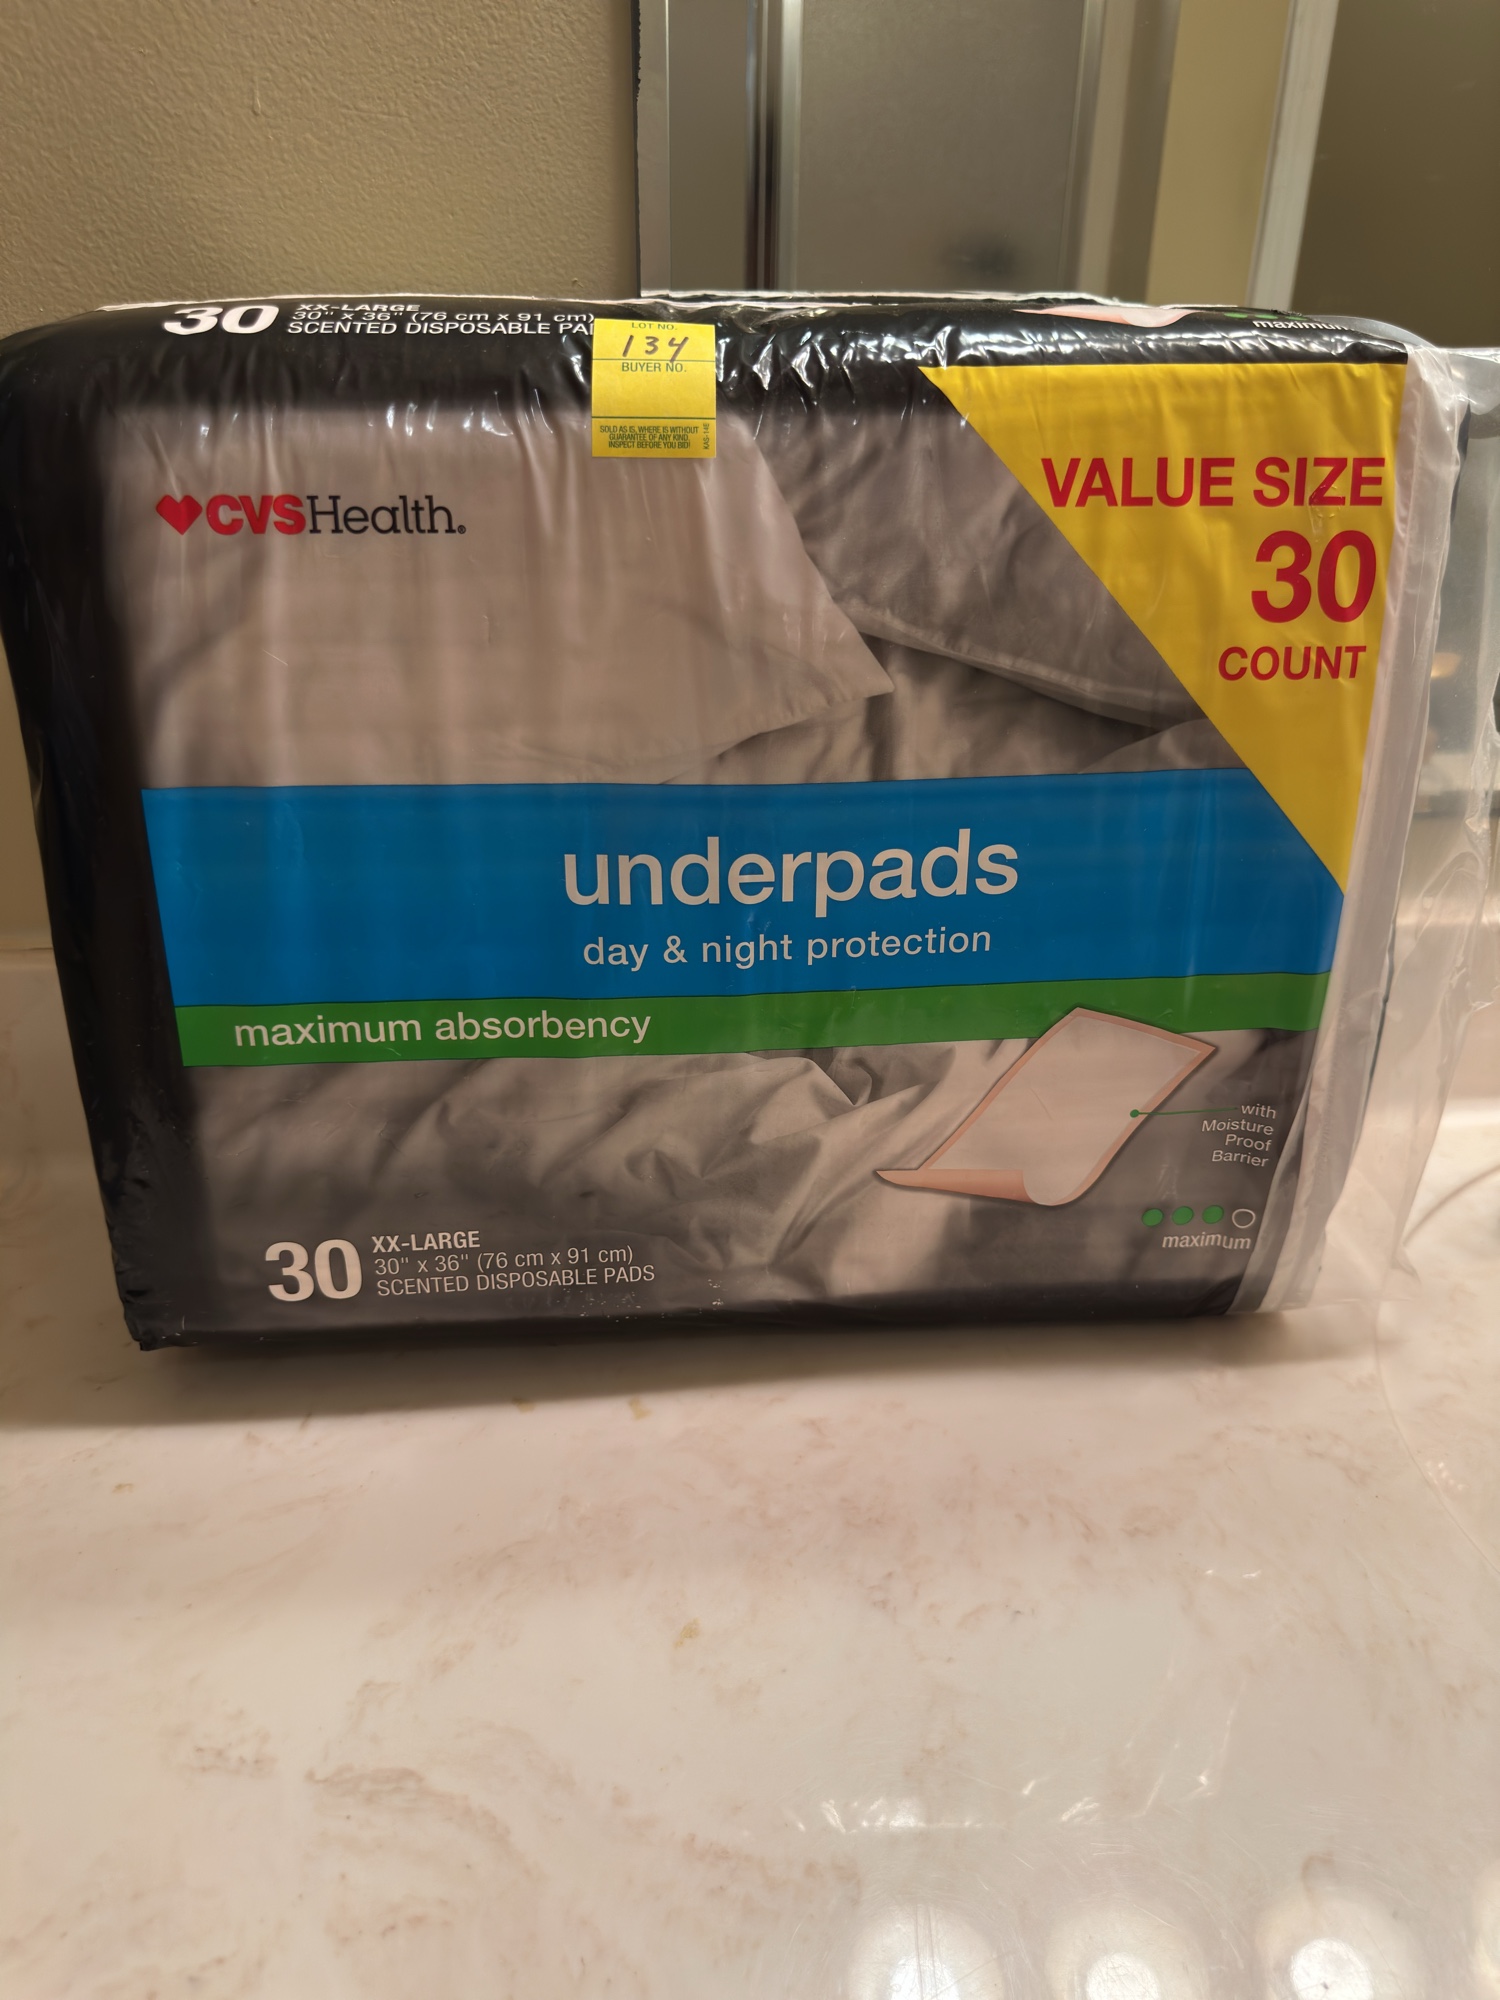 30 XX-LARGE
30" x 36" (76 cm x 91 cm)
SCENTED DISPOSABLE PA
maximum
LOT NO.
134
BUYER NO.
SOLD AS IS, WHERE IS WITHOUT
GUARANTEE OF ANY KIND.
INSPECT BEFORE YOU BID!
KAS-14E
CVSHealth®
VALUE SIZE
30
COUNT
underpads
day & night protection
maximum absorbency
with
Moisture
Proof
Barrier
maximum
30 XX-LARGE
30" x 36" (76 cm x 91 cm)
SCENTED DISPOSABLE PADS